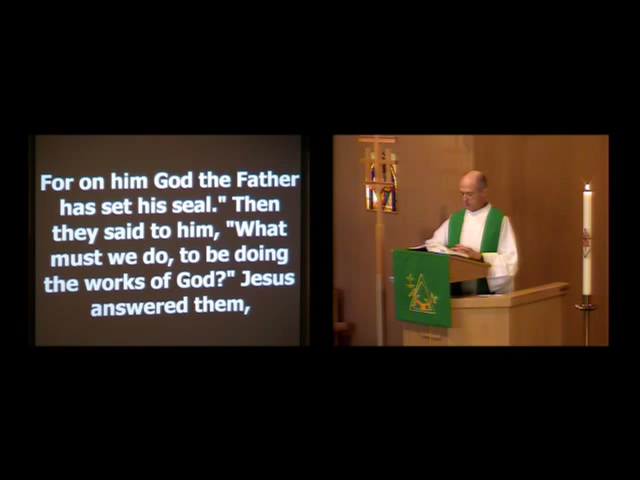 For on him God the Father
has set his seal." Then
they said to him, "What
must we do, to be doing
the works of God?" Jesus
answered them,